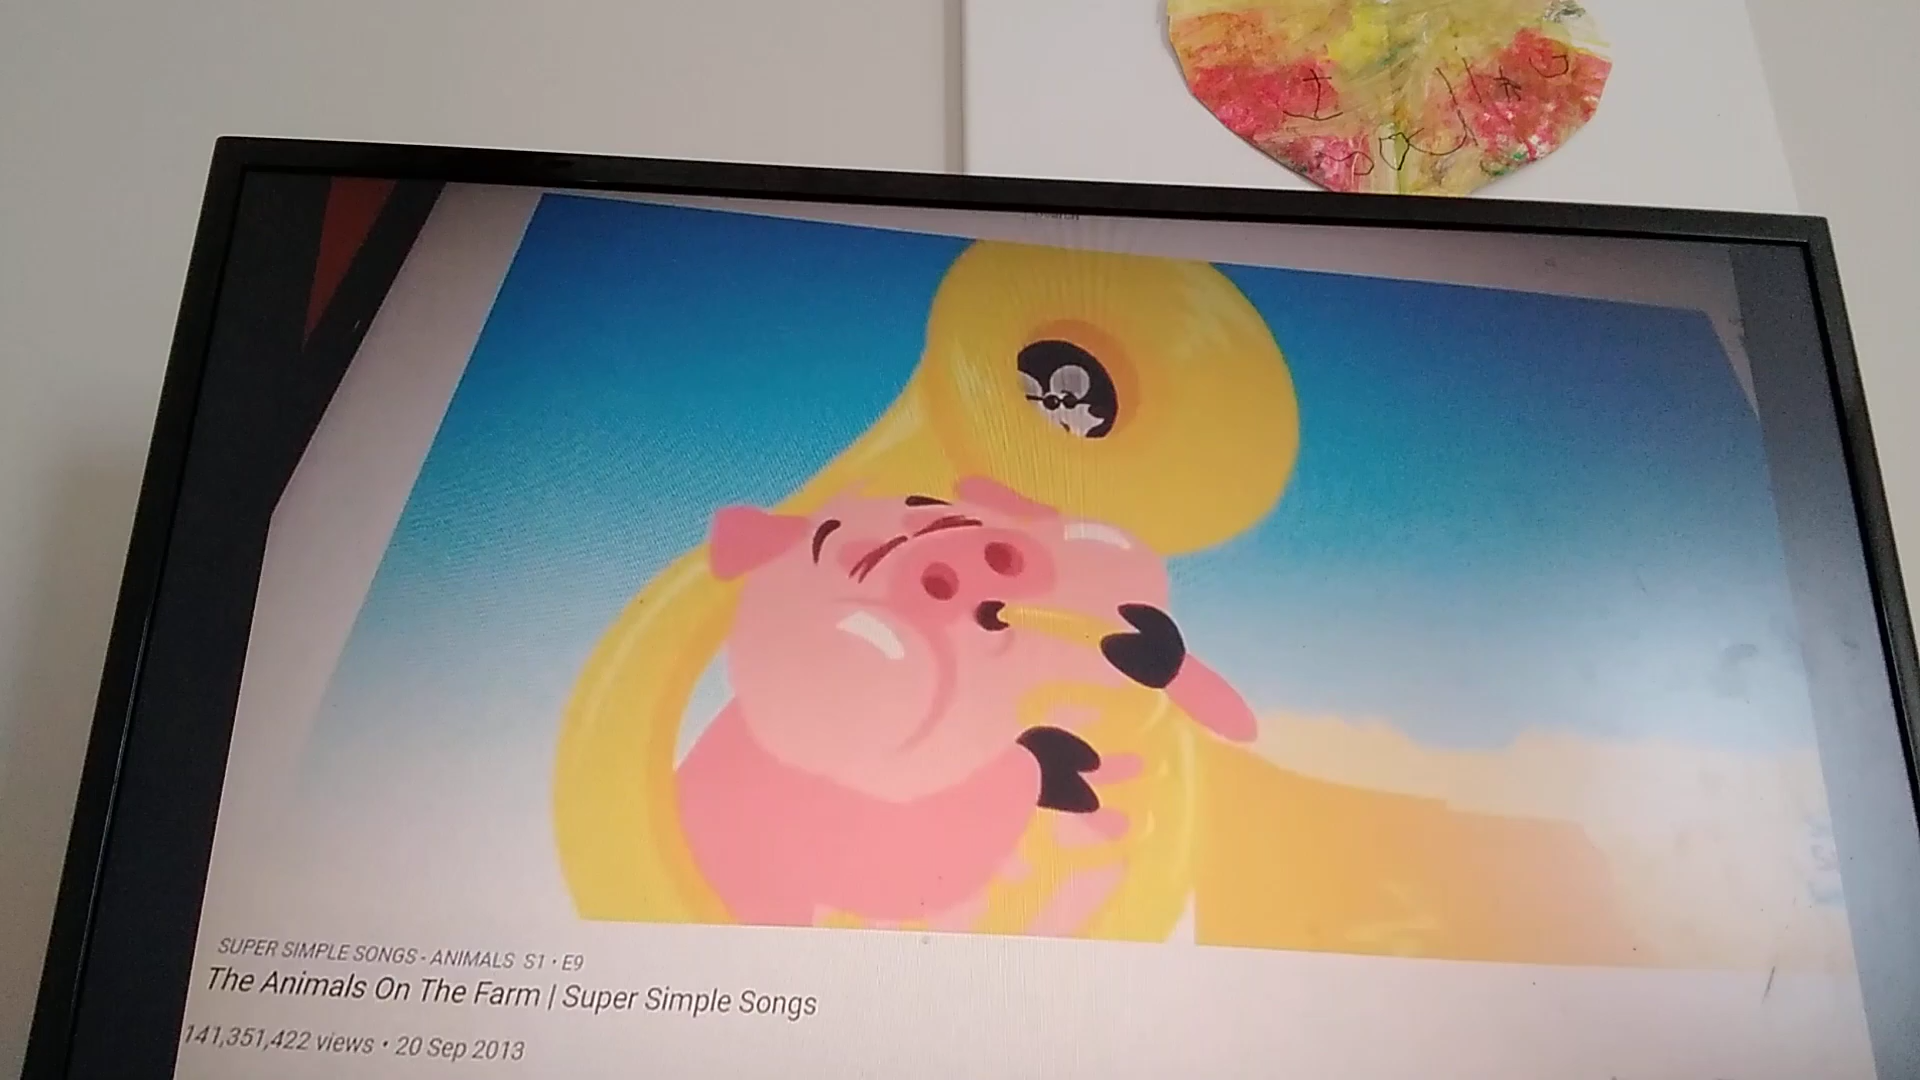 Search
SUPER SIMPLE SONGS - ANIMALS S1 • E9
The Animals On The Farm | Super Simple Songs
141,351,422 views • 20 Sep 2013